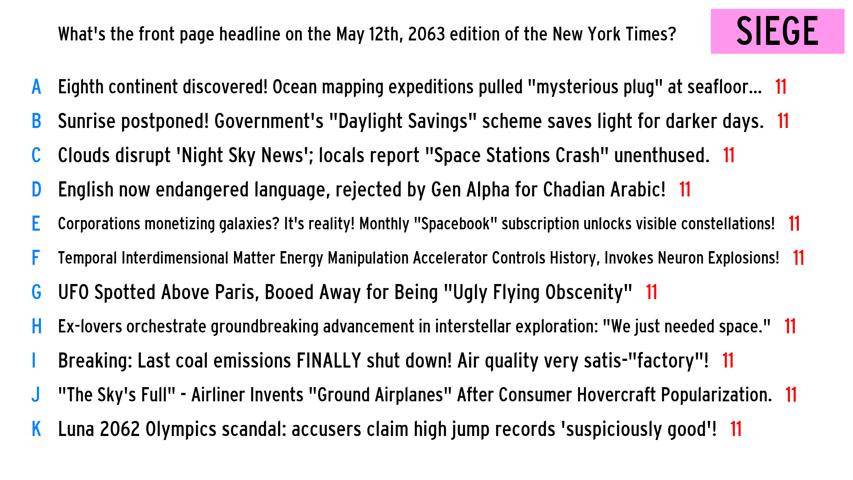 What's the front page headline on the May 12th, 2063 edition of the New York Times?
SIEGE
A Eighth continent discovered! Ocean mapping expeditions pulled "mysterious plug" at seafloor... 11
B Sunrise postponed! Government's "Daylight Savings" scheme saves light for darker days. 11
C Clouds disrupt 'Night Sky News'; locals report "Space Stations Crash" unenthused. 11
D English now endangered language, rejected by Gen Alpha for Chadian Arabic! 11
E Corporations monetizing galaxies? It's reality! Monthly "Spacebook" subscription unlocks visible constellations! 11
F Temporal Interdimensional Matter Energy Manipulation Accelerator Controls History, Invokes Neuron Explosions! 11
G UFO Spotted Above Paris, Booed Away for Being "Ugly Flying Obscenity" 11
H Ex-lovers orchestrate groundbreaking advancement in interstellar exploration: "We just needed space." 11
I Breaking: Last coal emissions FINALLY shut down! Air quality very satis-"factory"! 11
J "The Sky's Full" - Airliner Invents "Ground Airplanes" After Consumer Hovercraft Popularization. 11
K Luna 2062 Olympics scandal: accusers claim high jump records 'suspiciously good'! 11